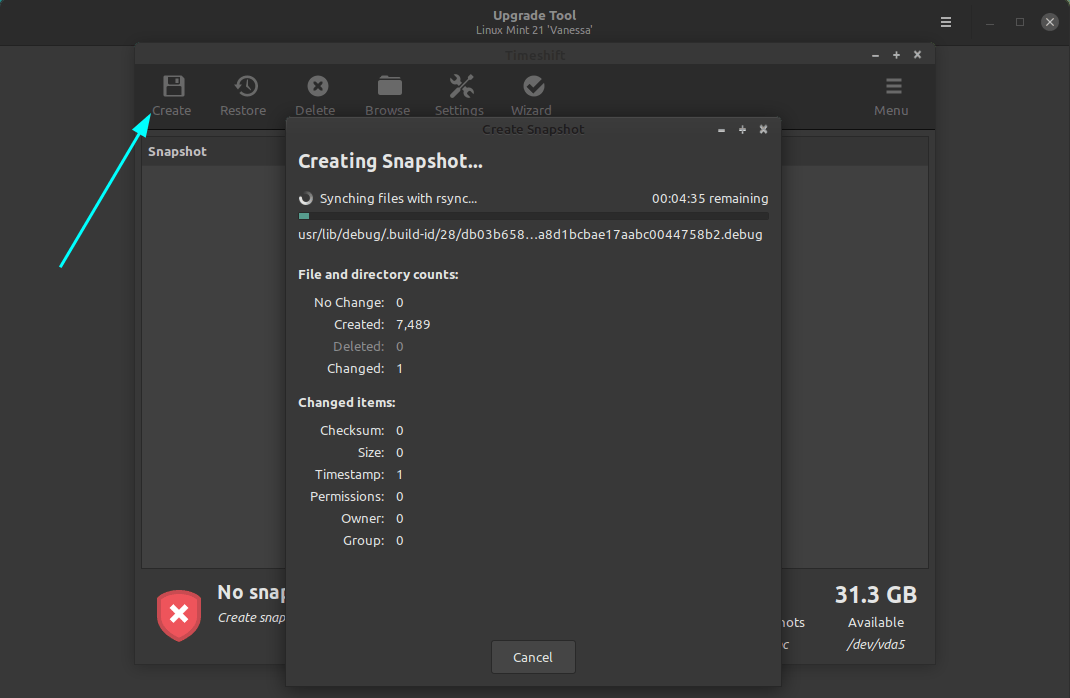 Upgrade Tool
Linux Mint 21 'Vanessa'
Timeshift
Create Restore Delete Browse Settings Wizard Menu
Create Snapshot
Snapshot
Creating Snapshot...
Synching files with rsync... 00:04:35 remaining
usr/lib/debug/.build-id/28/db03b658...a8d1bcbae17aabc0044758b2.debug
File and directory counts:
No Change: 0
Created: 7,489
Deleted: 0
Changed: 1
Changed items:
Checksum: 0
Size: 0
Timestamp: 1
Permissions: 0
Owner: 0
Group: 0
No snap 31.3 GB
Create snap hots Available
c /dev/vda5
Cancel